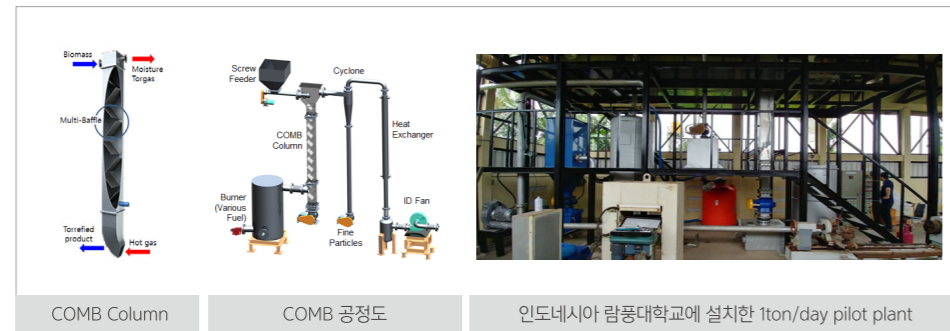 Biomass
Moisture
Torgas
Multi-Baffle
Torrefied
product
Hot gas
Screw
Feeder
Cyclone
COMB
Column
Heat
Exchanger
Burner
(Various
Fuel)
ID Fan
Fine
Particles
COMB Column
COMB 공정도
인도네시아 람풍대학교에 설치한 1ton/day pilot plant